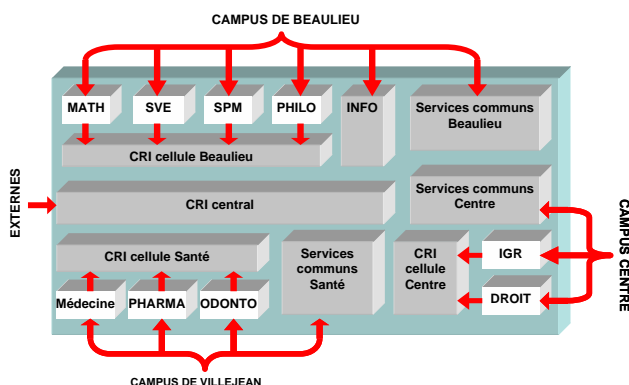 CAMPUS DE BEAULIEU
MATH
SVE
SPM
PHILO
INFO
Services communs
Beaulieu
CRI cellule Beaulieu
EXTERNES
CRI central
Services communs
Centre
CAMPUS CENTRE
CRI cellule Santé
Services
communs
Santé
CRI
cellule
Centre
IGR
DROIT
Médecine
PHARMA
ODONTO
CAMPUS DE VILLEJEAN